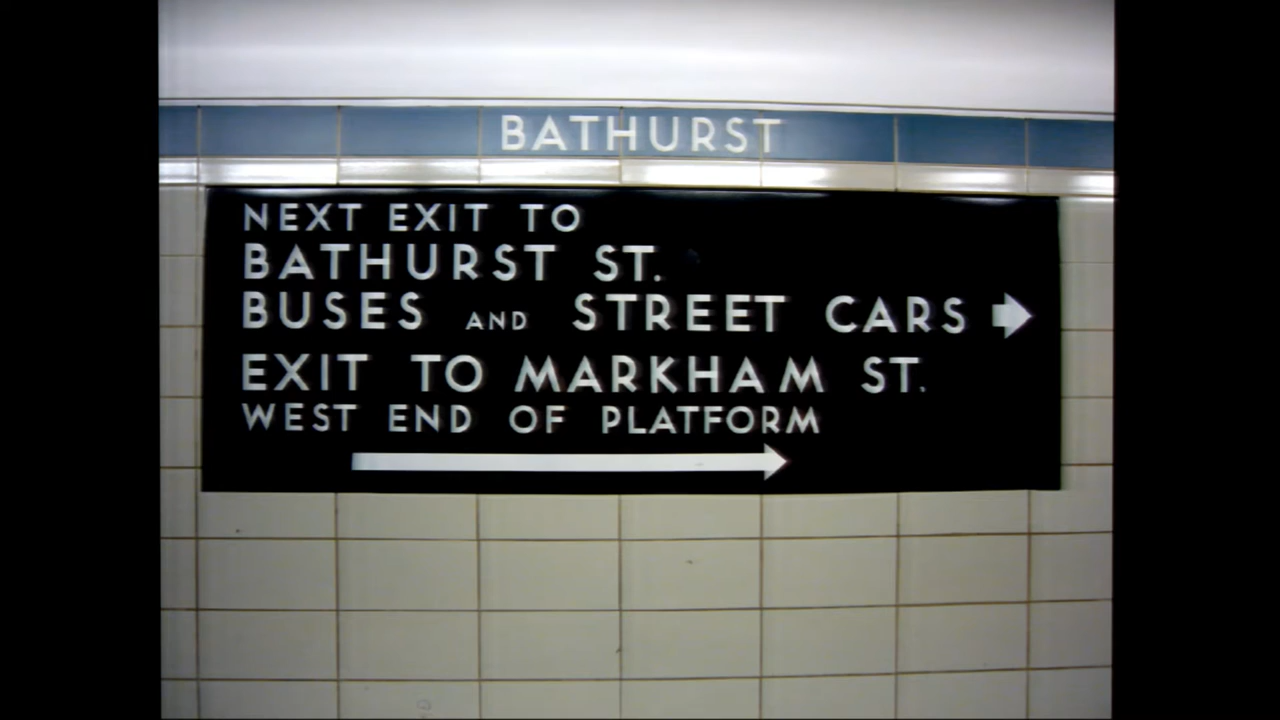 BATHURST
NEXT EXIT TO
BATHURST ST.
BUSES AND STREET CARS
EXIT TO MARKHAM ST.
WEST END OF PLATFORM